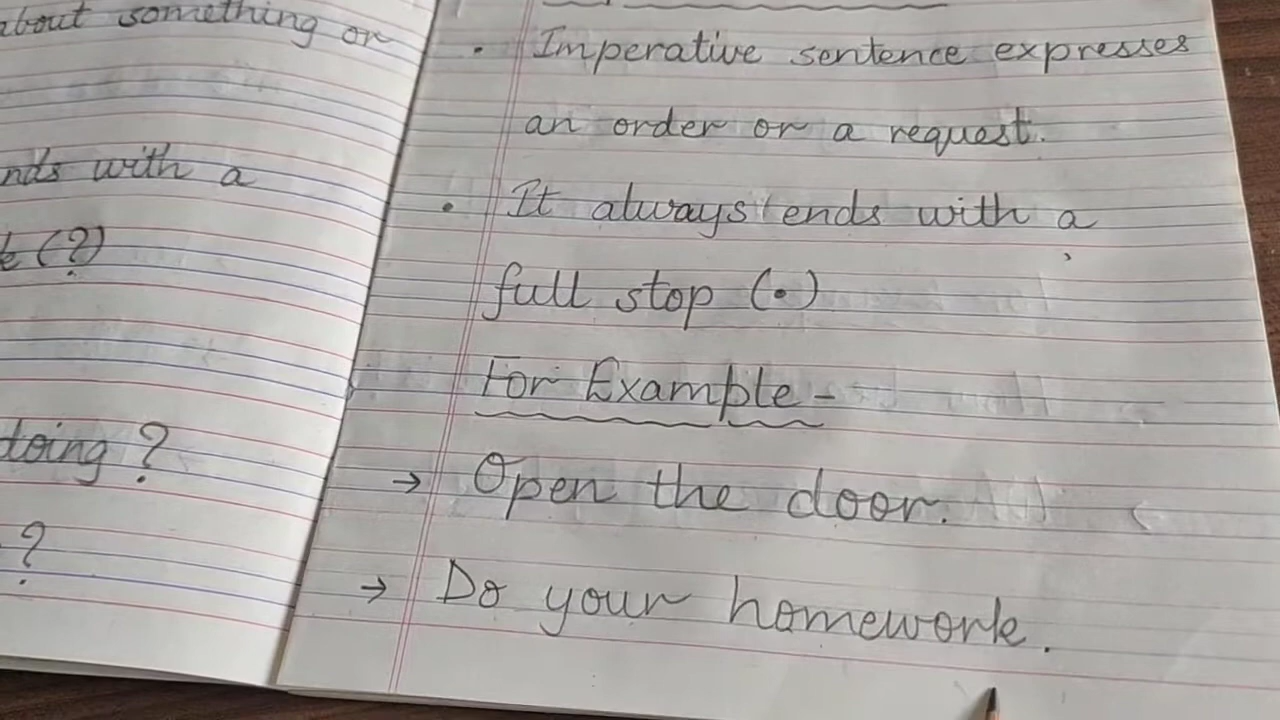 about something or
with a
(?)
doing ?
?
• Imperative sentence expresses
an order or a request.
• It always ends with a
full stop (•)
For Example -
→ Open the door.
→ Do your homework.